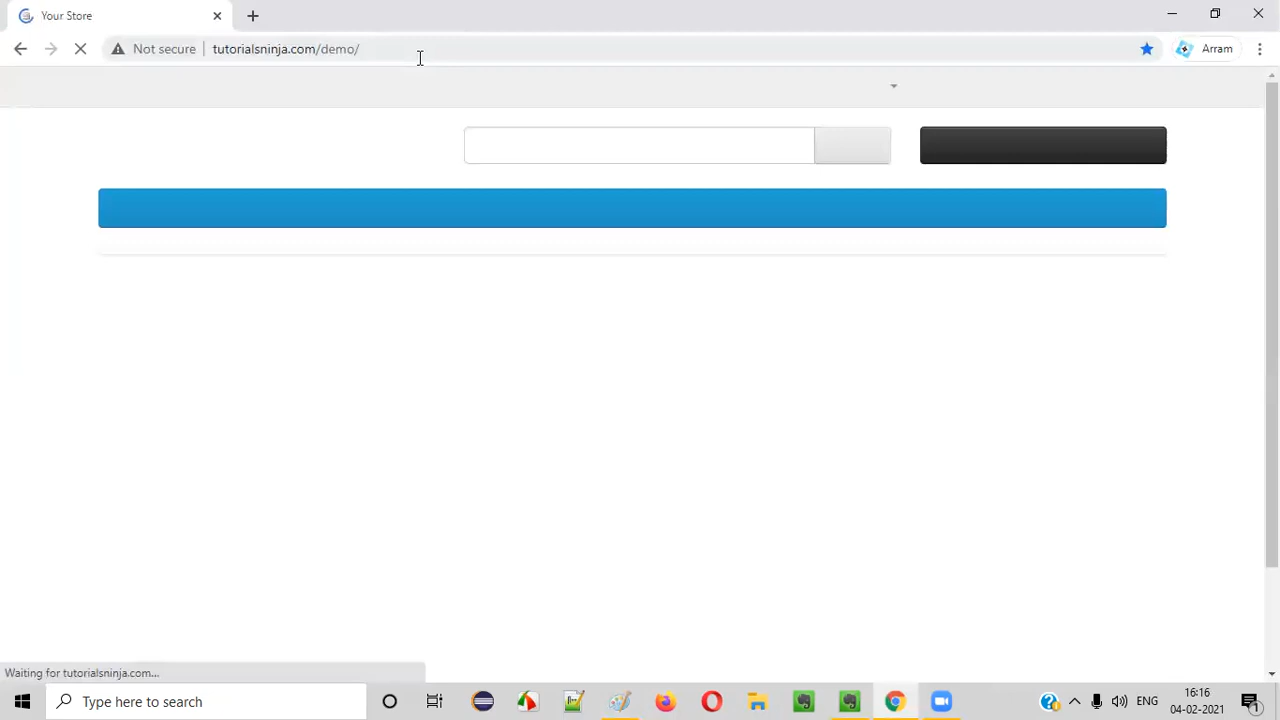 Your Store
Not secure
tutorialsninja.com/demo/
Arram
Waiting for tutorialsninja.com...
Type here to search
ENG
16:16
04-02-2021